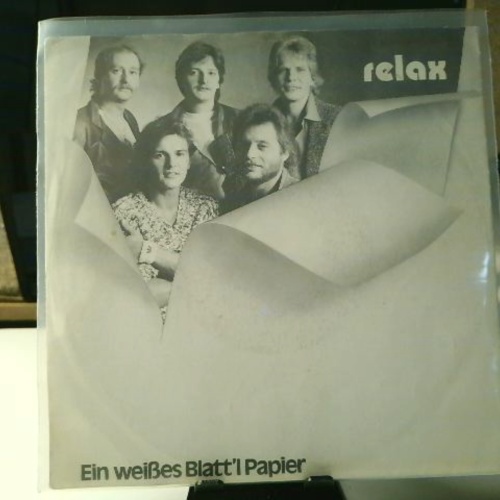 relax
Ein weißes Blatt'l Papier